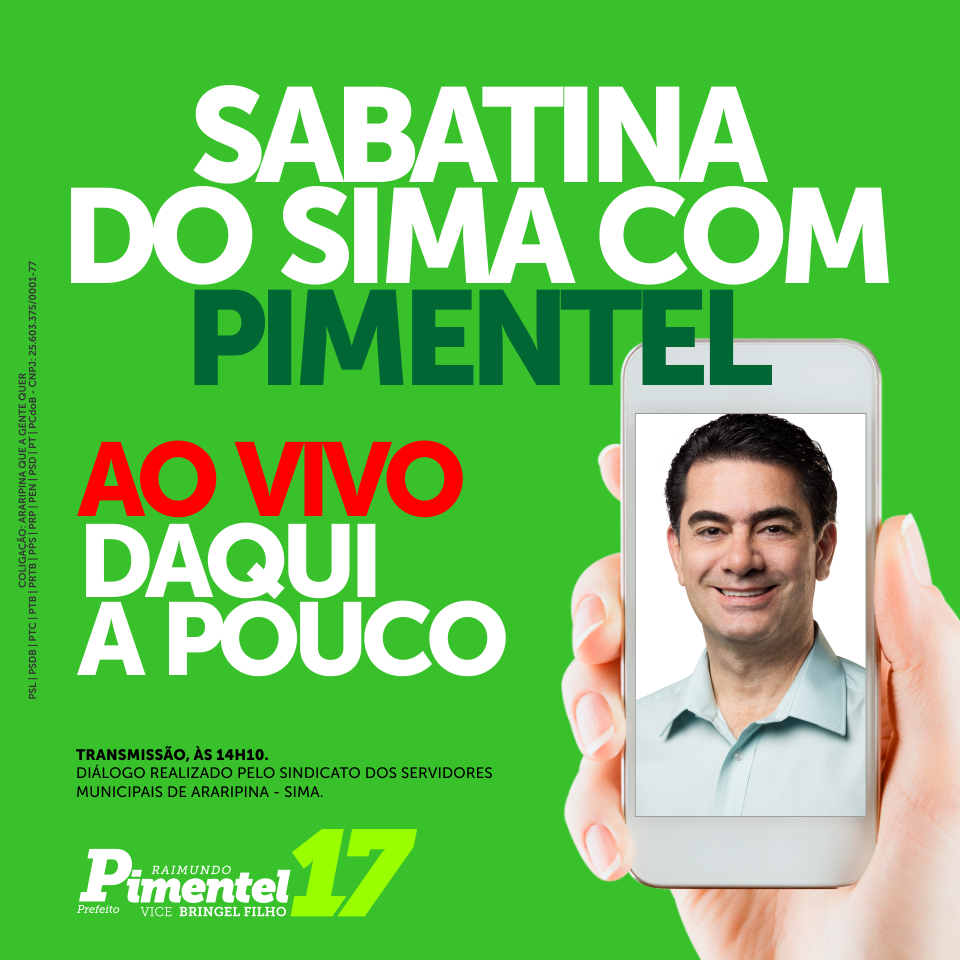 SABATINA
DO SIMA COM
PIMENTEL
AO VIVO
DAQUI
A POUCO
TRANSMISSÃO, ÀS 14H10.
DIÁLOGO REALIZADO PELO SINDICATO DOS SERVIDORES
MUNICIPAIS DE ARARIPINA - SIMA.
RAIMUNDO
Pimentel 17
Prefeito VICE BRINGEL FILHO
COLIGAÇÃO: ARARIPINA QUE A GENTE QUER
PSL | PSDB | PTC | PTB | PRTB | PPS | PRP | PEN | PSD | PT | PCdoB - CNPJ: 25.603.375/0001-77